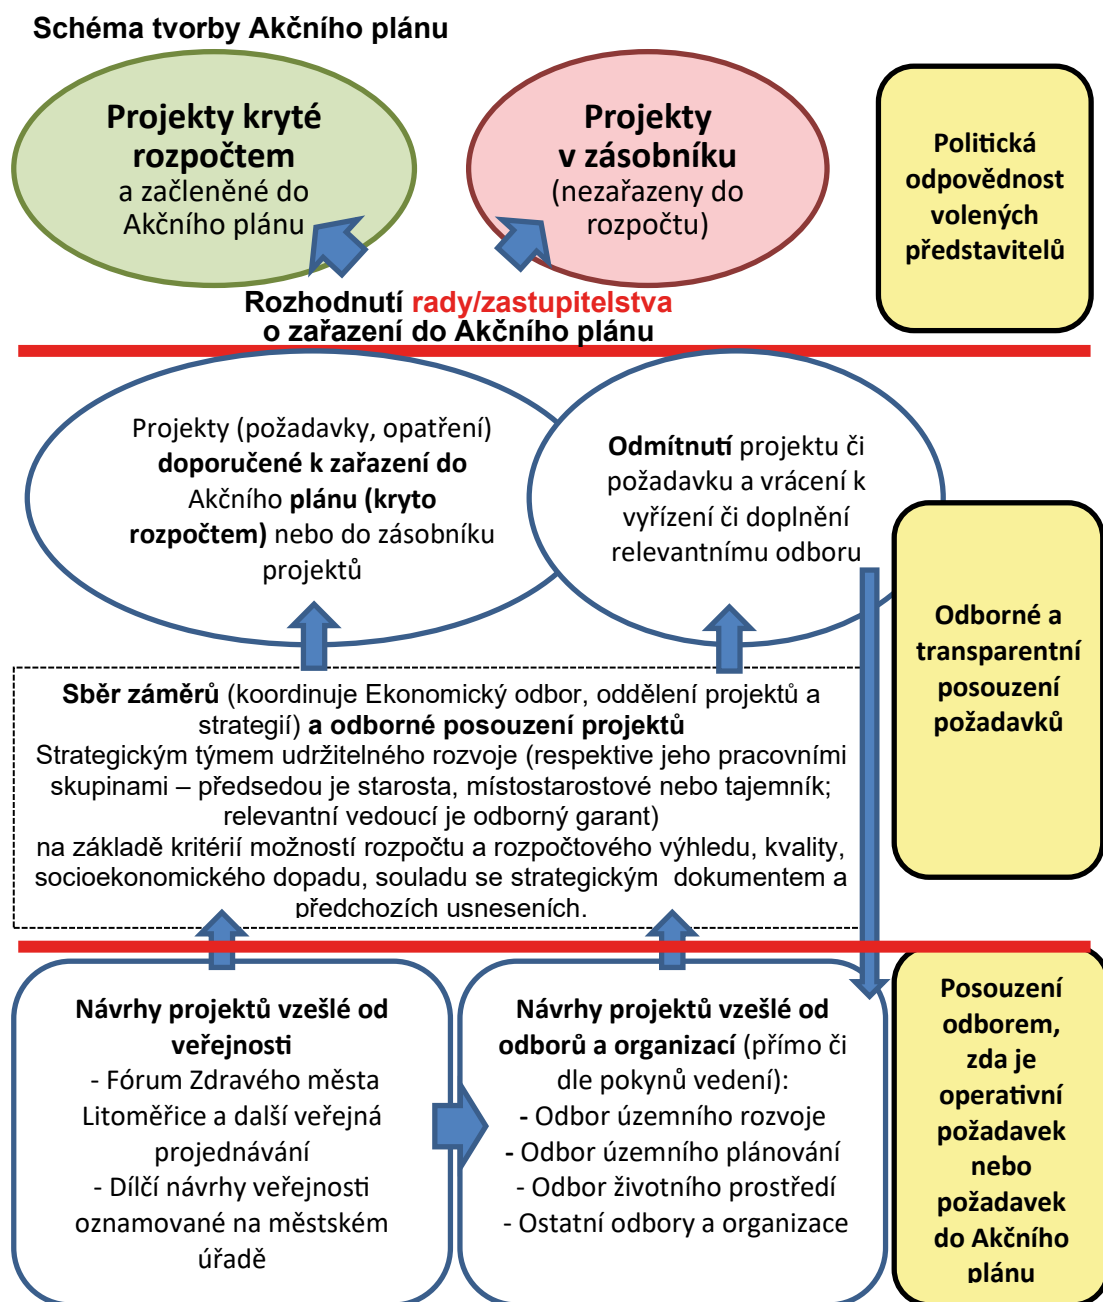 Schéma tvorby Akčního plánu
Projekty kryté
rozpočtem
a začleněné do
Akčního plánu
Projekty
v zásobníku
(nezařazeny do
rozpočtu)
Politická
odpovědnost
volených
představitelů
Rozhodnutí rady/zastupitelstva
o zařazení do Akčního plánu
Projekty (požadavky, opatření)
doporučené k zařazení do
Akčního plánu (kryto
rozpočtem) nebo do zásobníku
projektů
Odmítnutí projektu či
požadavku a vrácení k
vyřízení či doplnění
relevantnímu odboru
Odborné a
transparentní
posouzení
požadavků
Sběr záměrů (koordinuje Ekonomický odbor, oddělení projektů a
strategií) a odborné posouzení projektů
Strategickým týmem udržitelného rozvoje (respektive jeho pracovními
skupinami – předsedou je starosta, místostarostové nebo tajemník;
relevantní vedoucí je odborný garant)
na základě kritérií možností rozpočtu a rozpočtového výhledu, kvality,
socioekonomického dopadu, souladu se strategickým dokumentem a
předchozích usneseních.
Návrhy projektů vzešlé od
veřejnosti
- Fórum Zdravého města
Litoměřice a další veřejná
projednávání
- Dílčí návrhy veřejnosti
oznamované na městském
úřadě
Návrhy projektů vzešlé od
odborů a organizací (přímo či
dle pokynů vedení):
- Odbor územního rozvoje
- Odbor územního plánování
- Odbor životního prostředí
- Ostatní odbory a organizace
Posouzení
odborem,
zda je
operativní
požadavek
nebo
požadavek
do Akčního
plánu